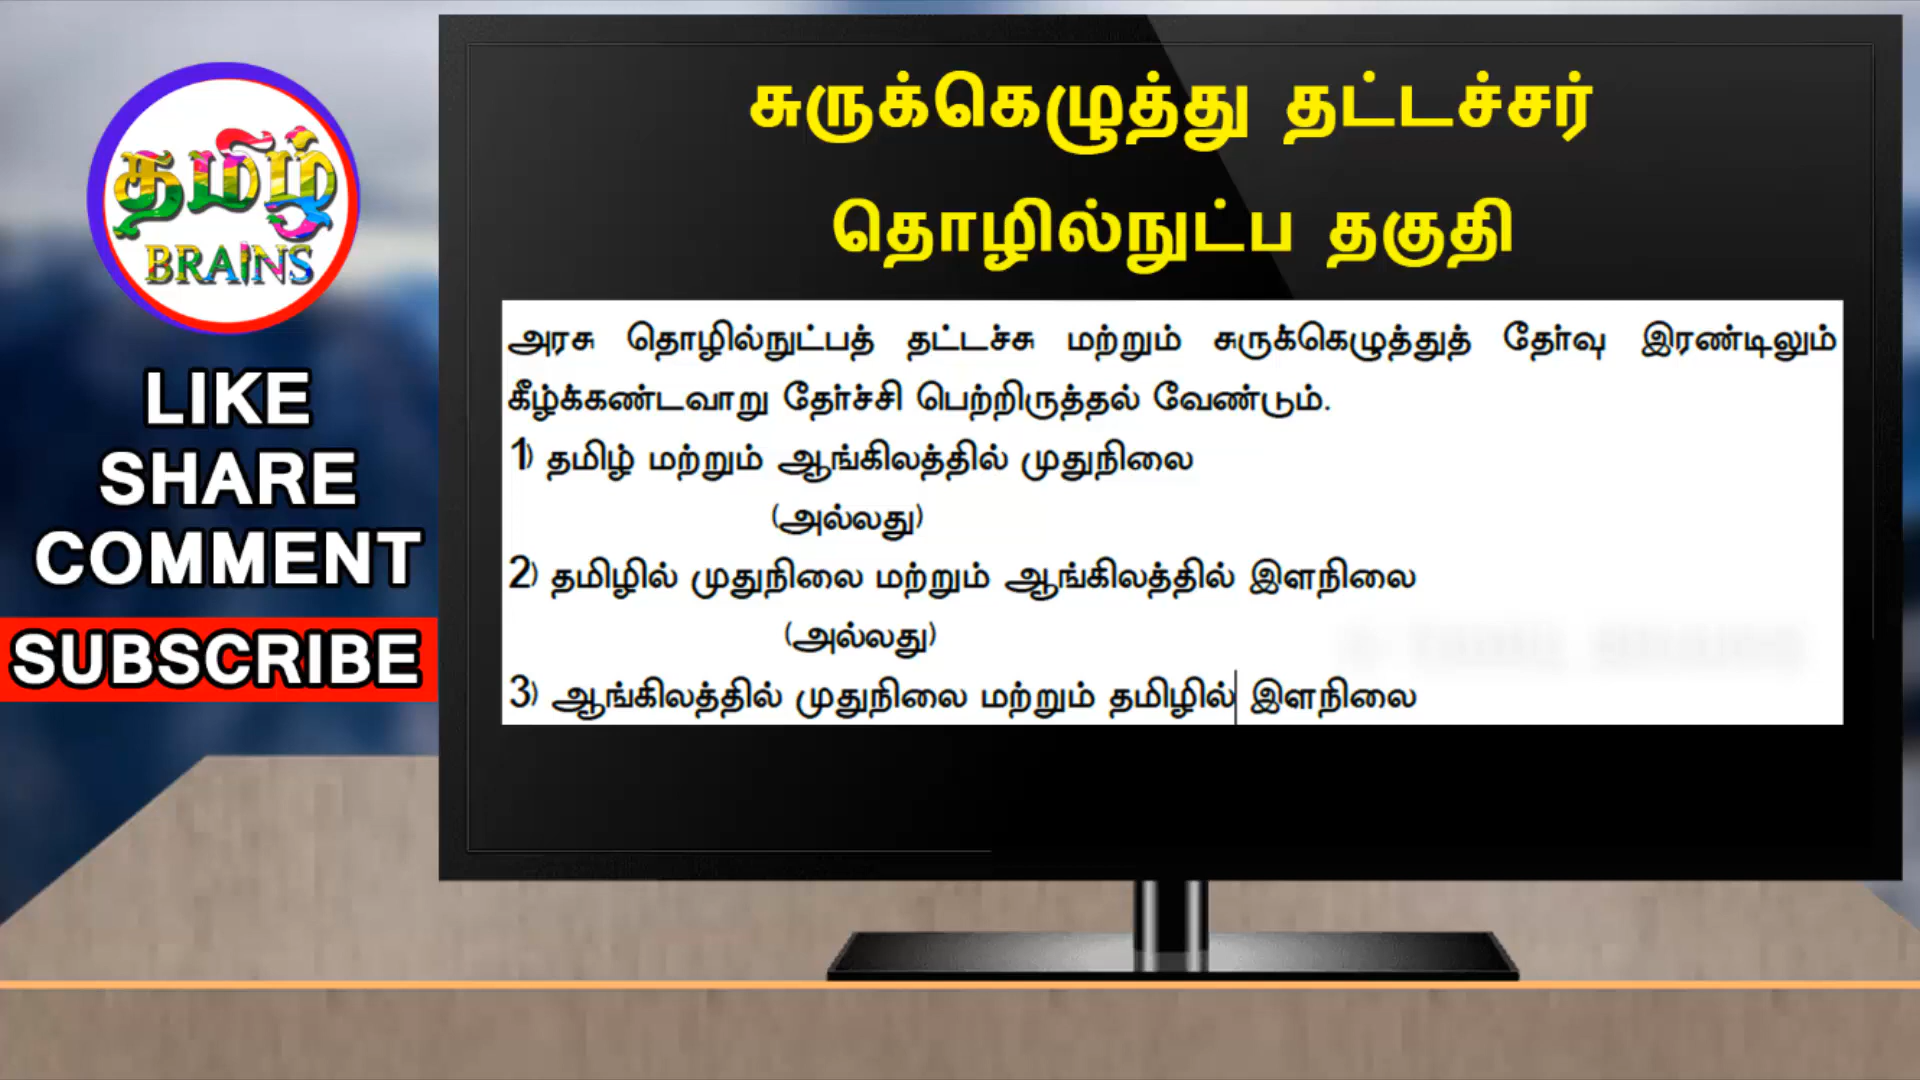 தமிழ்
BRAINS
LIKE
SHARE
COMMENT
SUBSCRIBE
சுருக்கெழுத்து தட்டச்சர்
தொழில்நுட்ப தகுதி
அரசு தொழில்நுட்பத் தட்டச்சு மற்றும் சுருக்கெழுத்துத் தேர்வு இரண்டிலும்
கீழ்க்கண்டவாறு தேர்ச்சி பெற்றிருத்தல் வேண்டும்.
1) தமிழ் மற்றும் ஆங்கிலத்தில் முதுநிலை
(அல்லது)
2) தமிழில் முதுநிலை மற்றும் ஆங்கிலத்தில் இளநிலை
(அல்லது)
3) ஆங்கிலத்தில் முதுநிலை மற்றும் தமிழில் இளநிலை